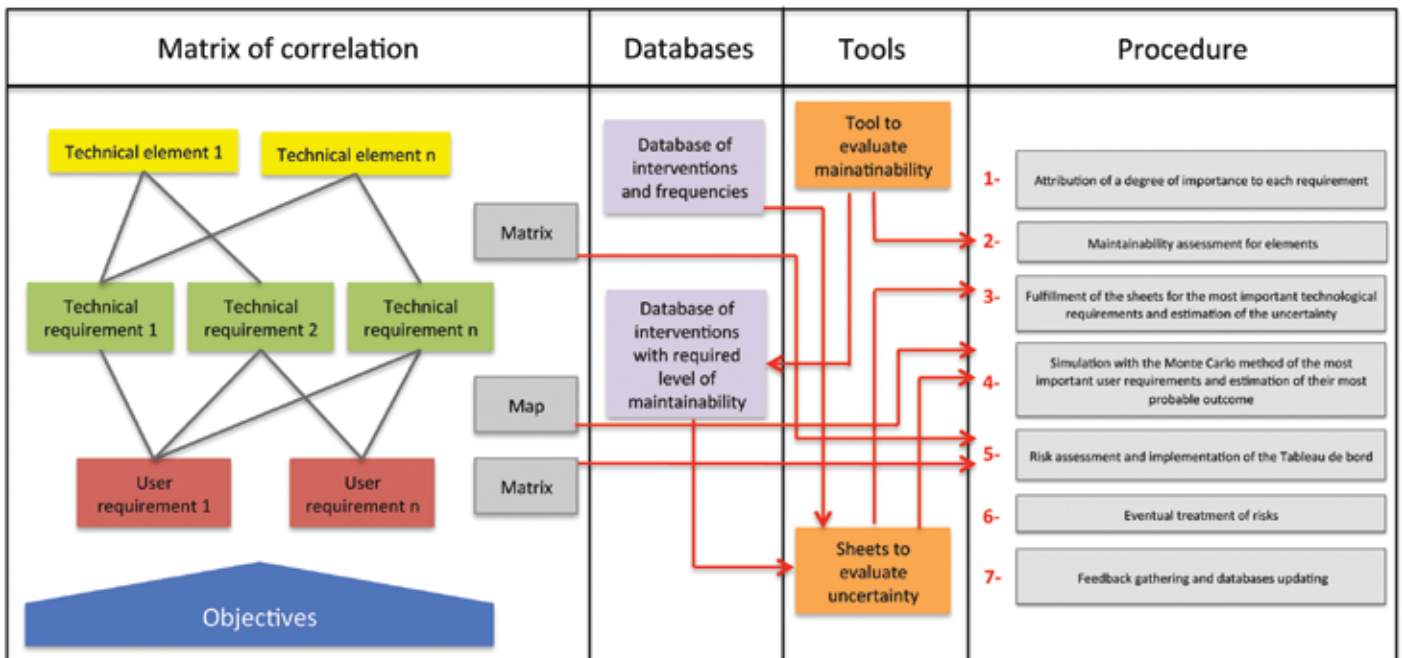 Matrix of correlation
Databases
Tools
Procedure
Technical element 1
Technical element n
Technical
requirement 1
Technical
requirement 2
Technical
requirement n
User
requirement 1
User
requirement n
Objectives
Matrix
Map
Matrix
Database of
interventions
and frequencies
Database of
interventions
with required
level of
maintainability
Tool to
evaluate
mainatinability
Sheets to
evaluate
uncertainty
1-
Attribution of a degree of importance to each requirement
2-
Maintainability assessment for elements
3-
Fulfillment of the sheets for the most important technological
requirements and estimation of the uncertainty
4-
Simulation with the Monte Carlo method of the most
important user requirements and estimation of their most
probable outcome
5-
Risk assessment and implementation of the Tableau de bord
6-
Eventual treatment of risks
7-
Feedback gathering and databases updating